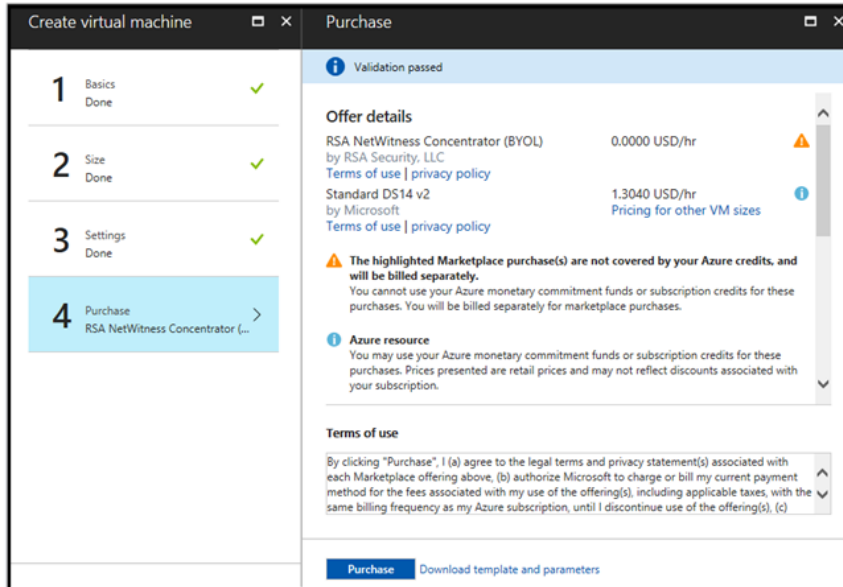 Create virtual machine
1
Basics
Done
2
Size
Done
3
Settings
Done
4
Purchase
RSA NetWitness Concentrator (...
Purchase
Validation passed
Offer details
RSA NetWitness Concentrator (BYOL) 0.0000 USD/hr
by RSA Security, LLC
Terms of use | privacy policy
Standard DS14 v2 1.3040 USD/hr
by Microsoft Pricing for other VM sizes
Terms of use | privacy policy
The highlighted Marketplace purchase(s) are not covered by your Azure credits, and
will be billed separately.
You cannot use your Azure monetary commitment funds or subscription credits for these
purchases. You will be billed separately for marketplace purchases.
Azure resource
You may use your Azure monetary commitment funds or subscription credits for these
purchases. Prices presented are retail prices and may not reflect discounts associated with
your subscription.
Terms of use
By clicking "Purchase", I (a) agree to the legal terms and privacy statement(s) associated with
each Marketplace offering above, (b) authorize Microsoft to charge or bill my current payment
method for the fees associated with my use of the offering(s), including applicable taxes, with the
same billing frequency as my Azure subscription, until I discontinue use of the offering(s), (c)
Purchase Download template and parameters